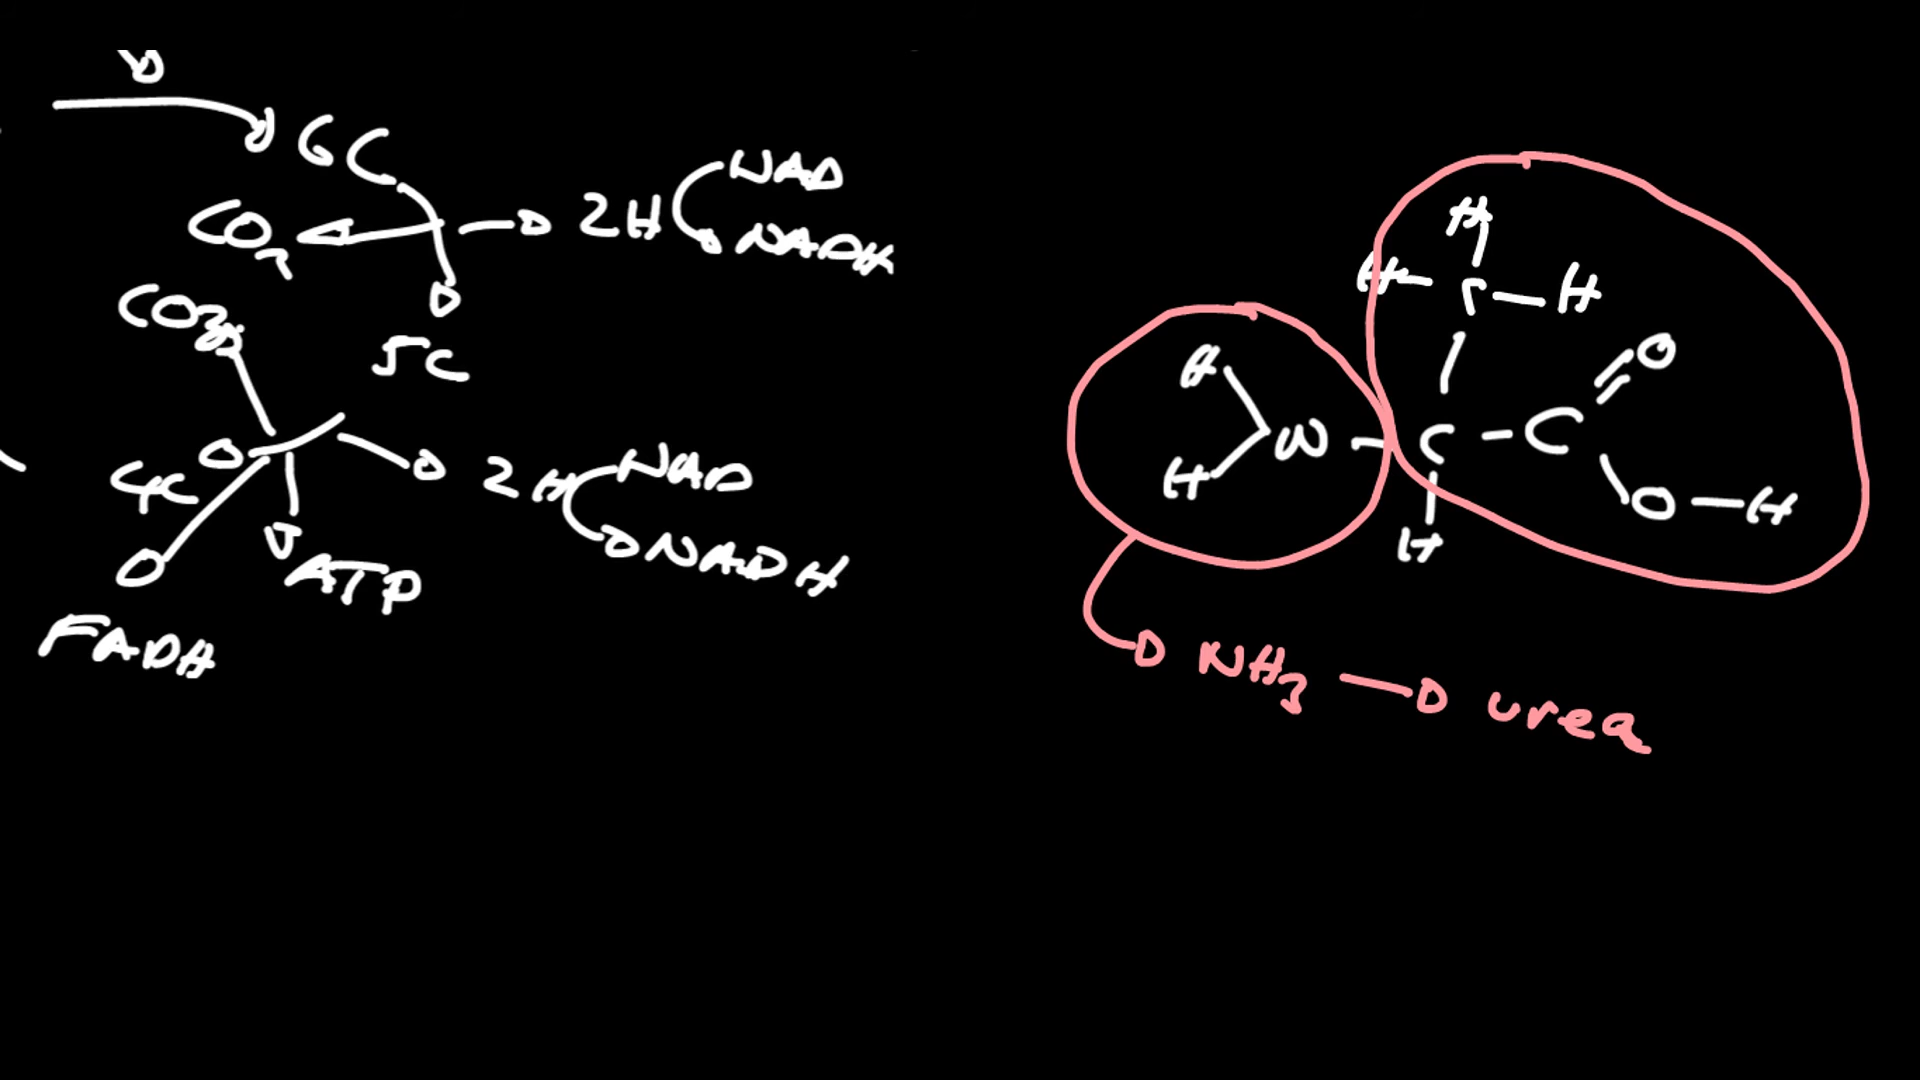 6C
NAD
CO2 2H
NADH
CO2
5C
4C 2H NAD
NADH
ATP
FADH
H
H C H
O
H C C
H N
O H
H
NH3 urea